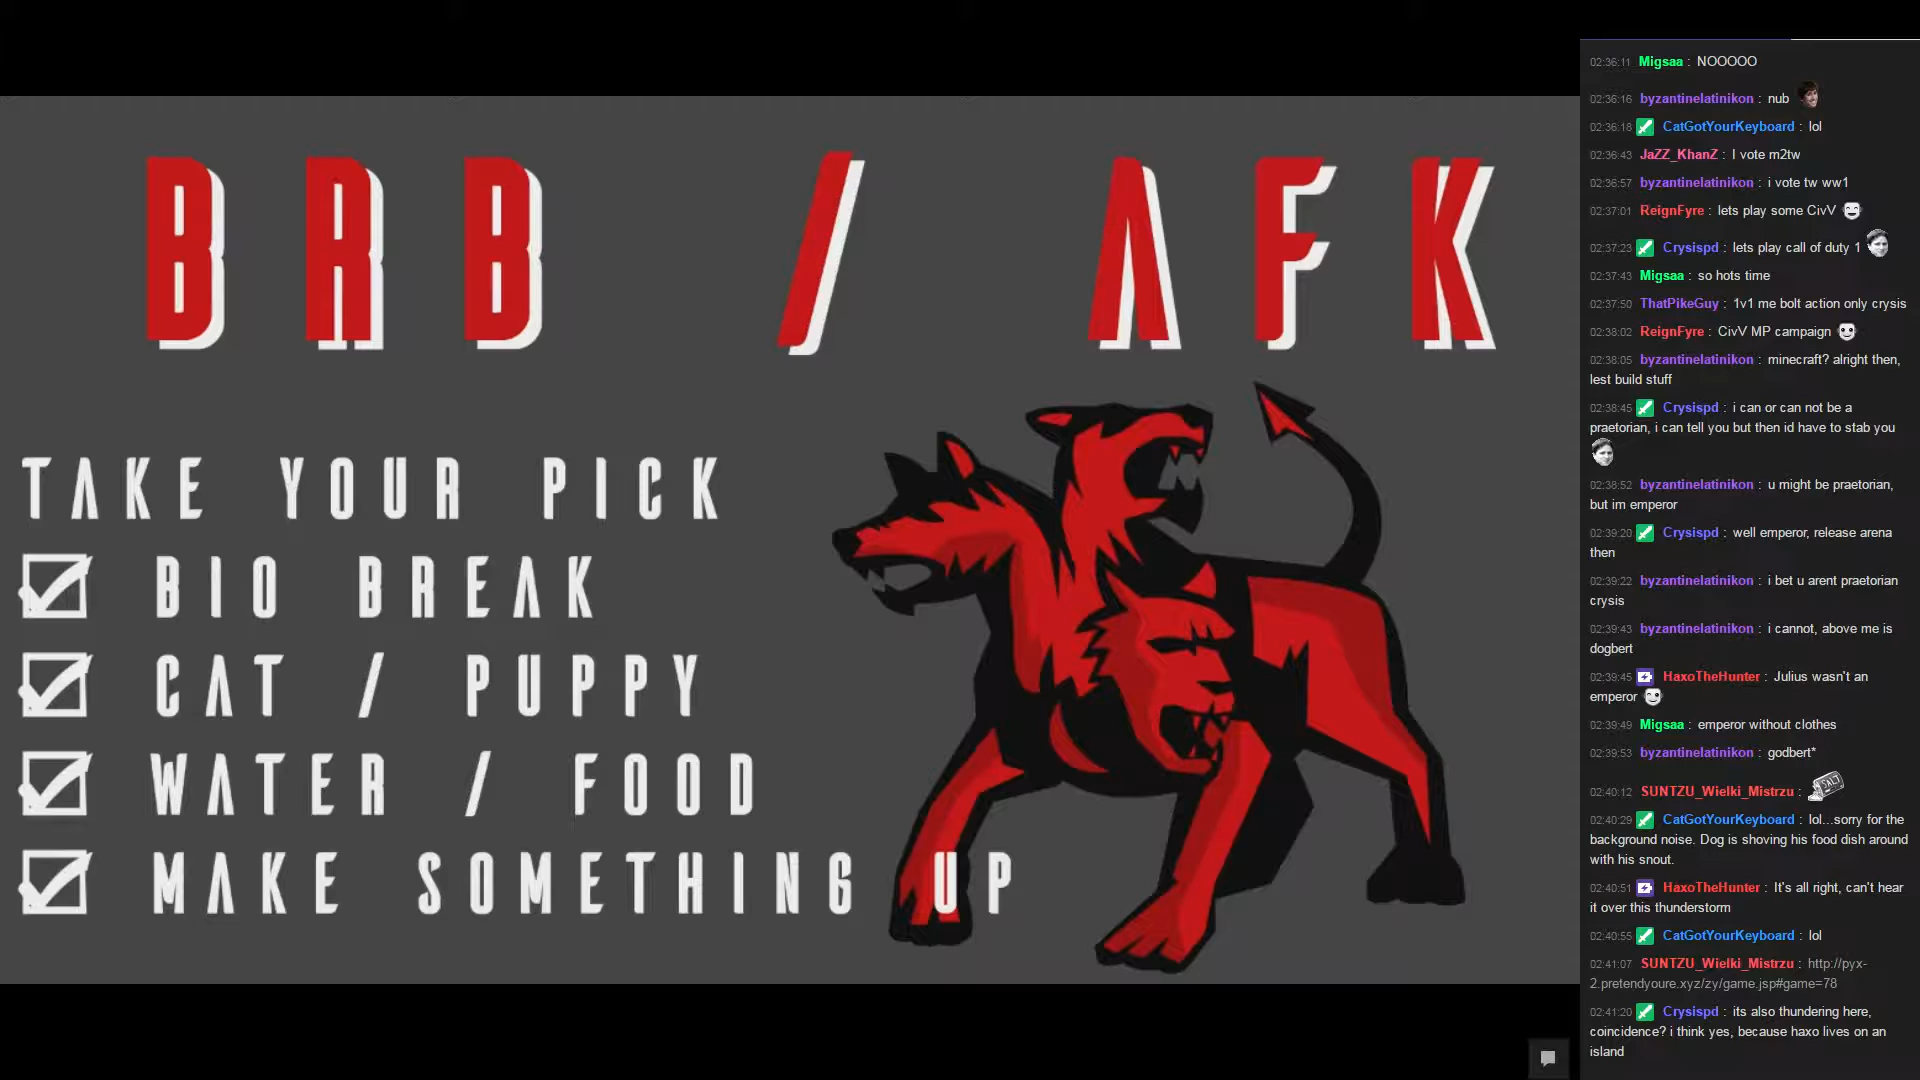 BRB / AFK
TAKE YOUR PICK
BIO BREAK
CAT / PUPPY
WATER / FOOD
MAKE SOMETHING UP
02:36:11 Migsaa : NOOOOO
02:36:16 byzantinelatinikon : nub
02:36:18 CatGotYourKeyboard : lol
02:36:43 JaZZ_KhanZ : I vote m2tw
02:36:57 byzantinelatinikon : i vote tw ww1
02:37:01 ReignFyre : lets play some CivV
02:37:23 Crysispd : lets play call of duty 1
02:37:43 Migsaa : so hots time
02:37:50 ThatPikeGuy : 1v1 me bolt action only crysis
02:38:02 ReignFyre : CivV MP campaign
02:38:05 byzantinelatinikon : minecraft? alright then,
lest build stuff
02:38:45 Crysispd : i can or can not be a
praetorian, i can tell you but then id have to stab you
02:38:52 byzantinelatinikon : u might be praetorian,
but im emperor
02:39:20 Crysispd : well emperor, release arena
then
02:39:22 byzantinelatinikon : i bet u arent praetorian
crysis
02:39:43 byzantinelatinikon : i cannot, above me is
dogbert
02:39:45 HaxoTheHunter : Julius wasn't an
emperor
02:39:49 Migsaa : emperor without clothes
02:39:53 byzantinelatinikon : godbert*
02:40:12 SUNTZU_Wielki_Mistrzu : SALT
02:40:29 CatGotYourKeyboard : lol...sorry for the
background noise. Dog is shoving his food dish around
with his snout.
02:40:51 HaxoTheHunter : It's all right, can't hear
it over this thunderstorm
02:40:55 CatGotYourKeyboard : lol
02:41:07 SUNTZU_Wielki_Mistrzu : http://pyx-
2.pretendyoure.xyz/zy/game.jsp#game=78
02:41:20 Crysispd : its also thundering here,
coincidence? i think yes, because haxo lives on an
island